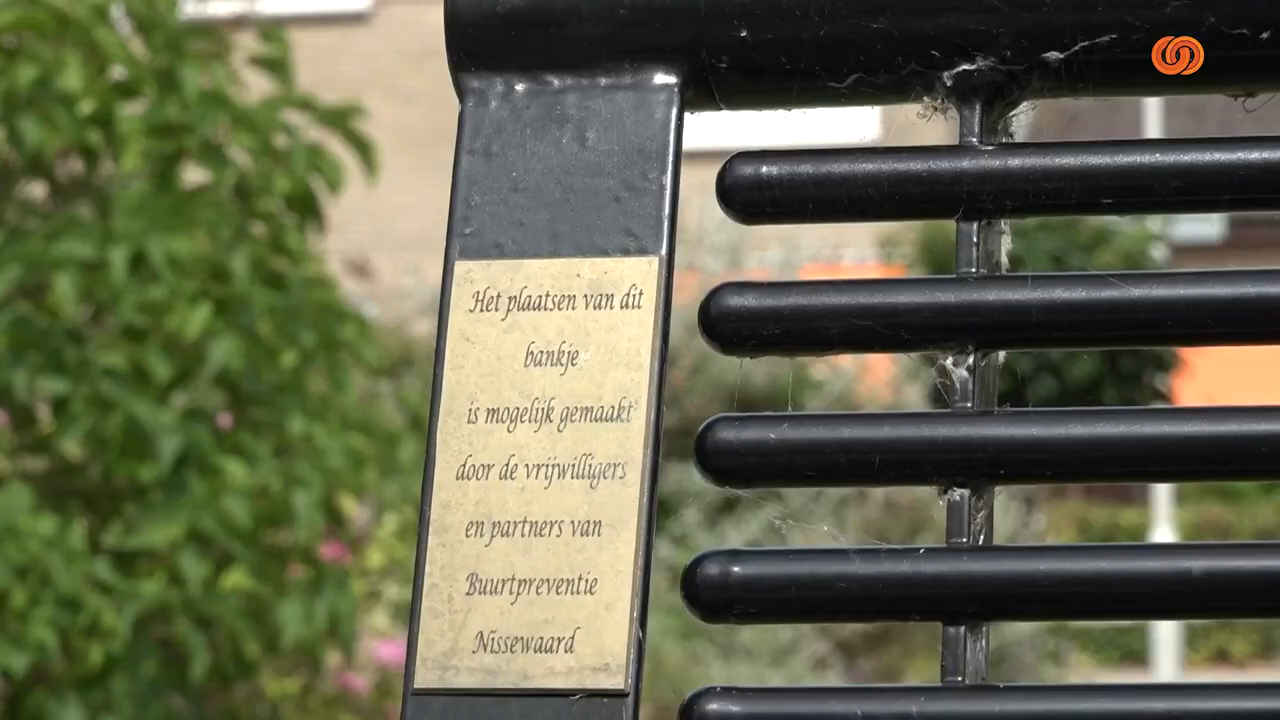 Het plaatsen van dit
bankje
is mogelijk gemaakt
door de vrijwilligers
en partners van
Buurtpreventie
Nissewaard